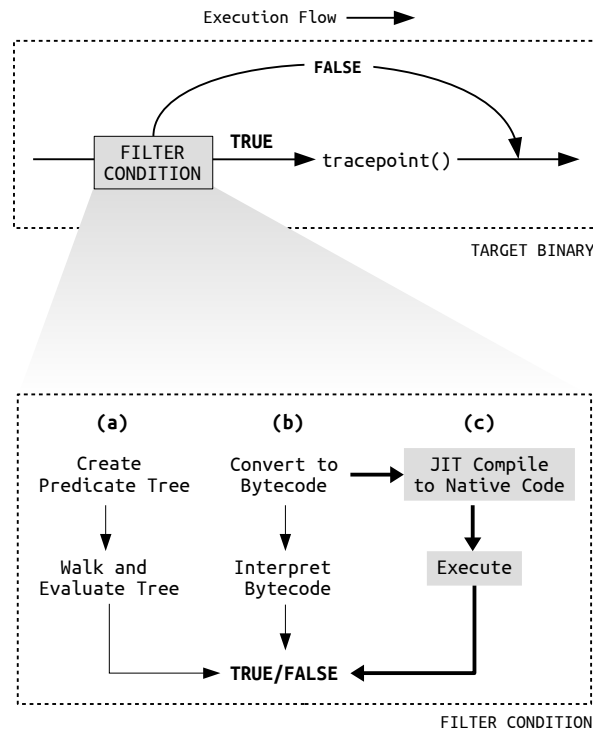 Execution Flow
FALSE
TRUE
FILTER
CONDITION
tracepoint()
TARGET BINARY
(a)
(b)
(c)
Create
Predicate Tree
Convert to
Bytecode
JIT Compile
to Native Code
Walk and
Evaluate Tree
Interpret
Bytecode
Execute
TRUE/FALSE
FILTER CONDITION